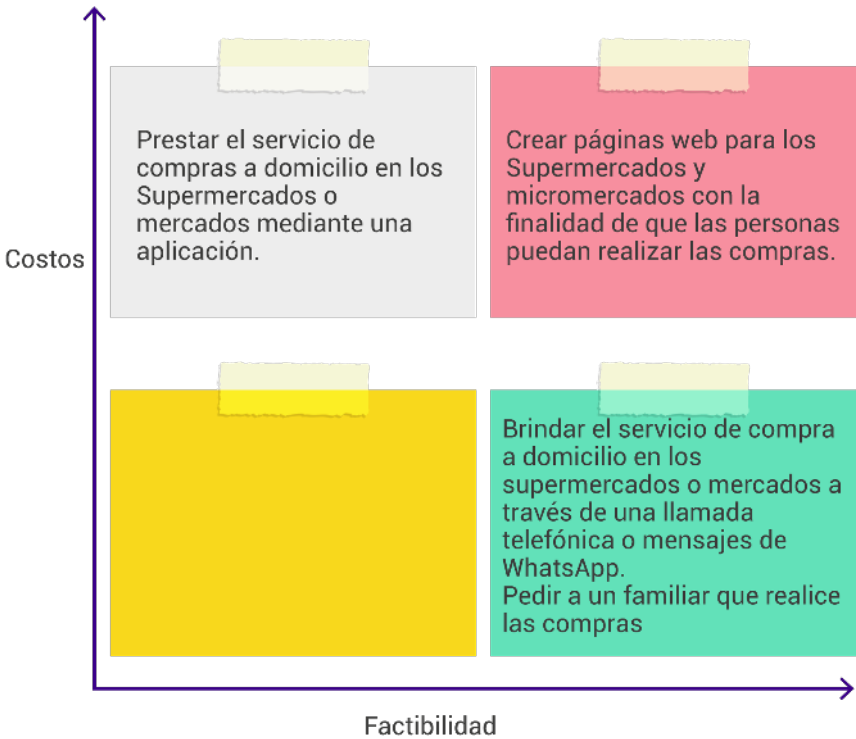 Prestar el servicio de
compras a domicilio en los
Supermercados o
mercados mediante una
aplicación.
Crear páginas web para los
Supermercados y
micromercados con la
finalidad de que las personas
puedan realizar las compras.
Costos
Brindar el servicio de compra
a domicilio en los
supermercados o mercados a
través de una llamada
telefónica o mensajes de
WhatsApp.
Pedir a un familiar que realice
las compras
Factibilidad